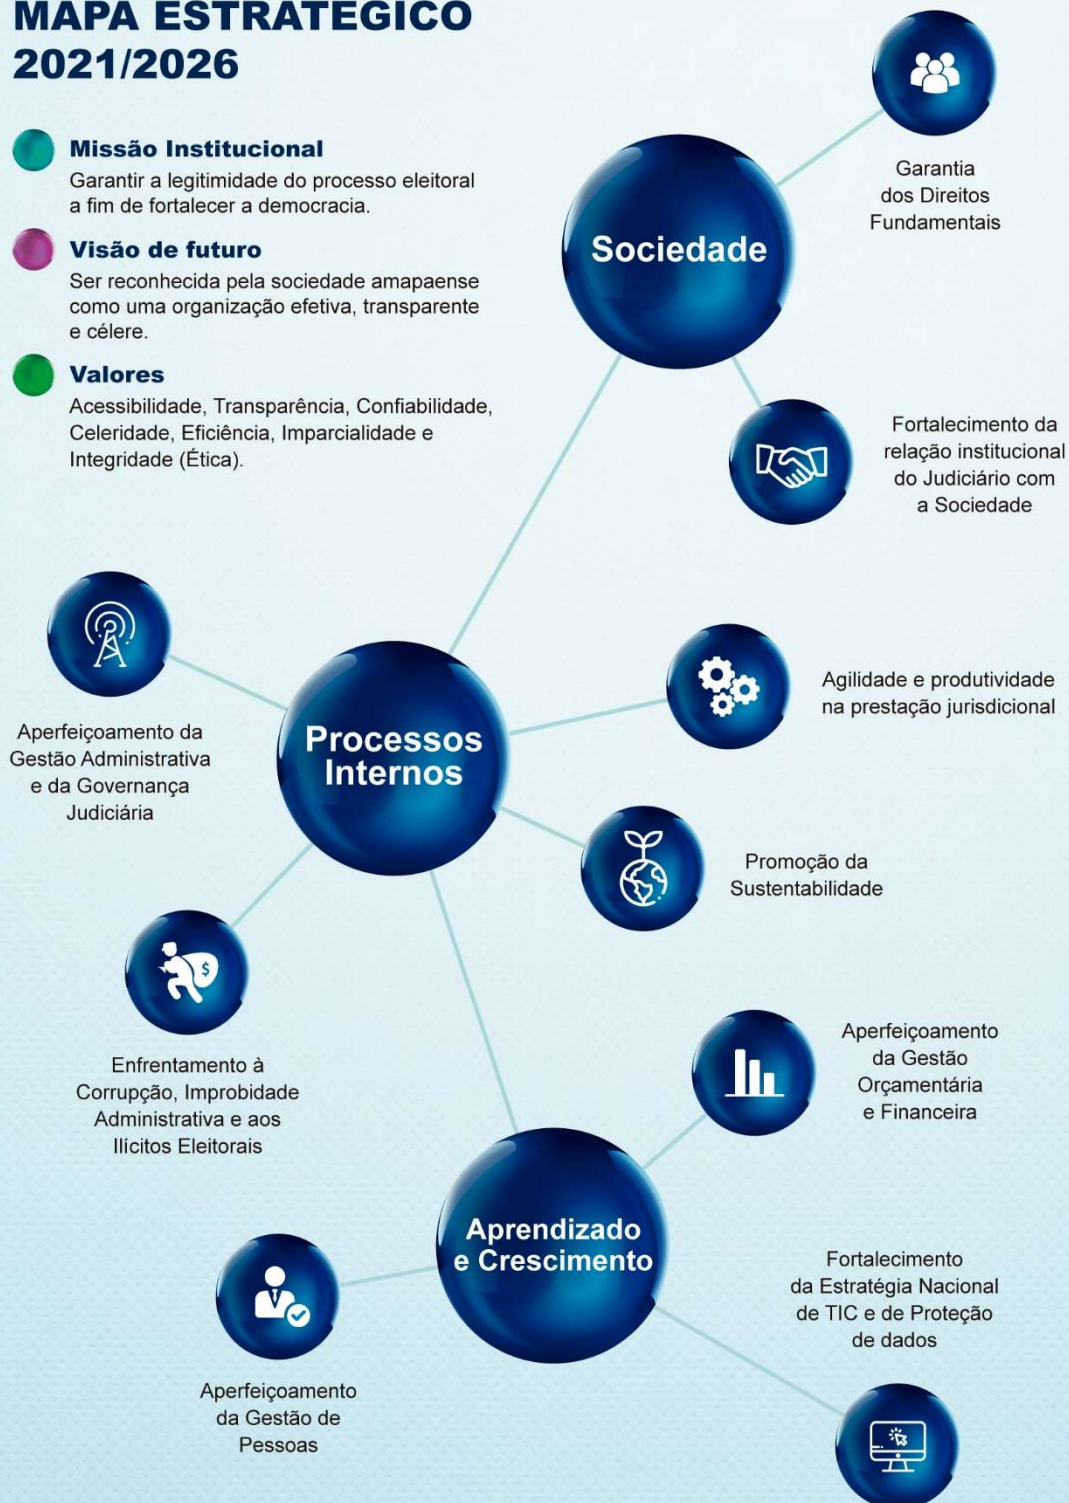 MAPA ESTRATÉGICO
2021/2026
Missão Institucional
Garantir a legitimidade do processo eleitoral
a fim de fortalecer a democracia.
Visão de futuro
Ser reconhecida pela sociedade amapaense
como uma organização efetiva, transparente
e célere.
Valores
Acessibilidade, Transparência, Confiabilidade,
Celeridade, Eficiência, Imparcialidade e
Integridade (Ética).
Sociedade
Garantia
dos Direitos
Fundamentais
Fortalecimento da
relação institucional
do Judiciário com
a Sociedade
Processos
Internos
Aperfeiçoamento da
Gestão Administrativa
e da Governança
Judiciária
Agilidade e produtividade
na prestação jurisdicional
Promoção da
Sustentabilidade
$
Enfrentamento à
Corrupção, Improbidade
Administrativa e aos
Ilícitos Eleitorais
Aprendizado
e Crescimento
Aperfeiçoamento
da Gestão
Orçamentária
e Financeira
Fortalecimento
da Estratégia Nacional
de TIC e de Proteção
de dados
Aperfeiçoamento
da Gestão de
Pessoas